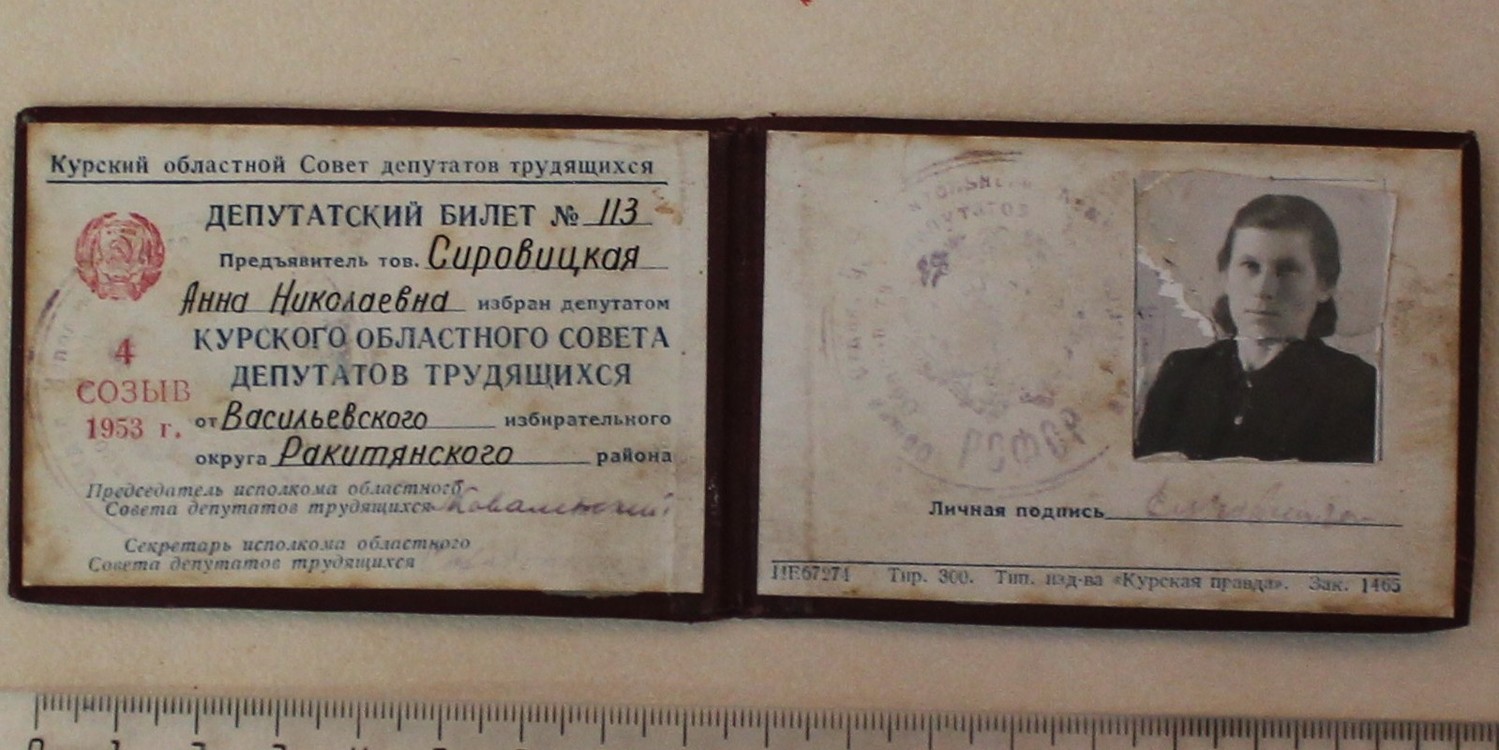 Курский областной Совет депутатов трудящихся
ДЕПУТАТСКИЙ БИЛЕТ № 113
Предъявитель тов. Сировицкая
Анна Николаевна избран депутатом
КУРСКОГО ОБЛАСТНОГО СОВЕТА
ДЕПУТАТОВ ТРУДЯЩИХСЯ
4
СОЗЫВ
1953 г.
от Васильевского избирательного
округа Ракитянского района
Председатель исполкома областного
Совета депутатов трудящихся
Секретарь исполкома областного
Совета депутатов трудящихся
РСФСР
Личная подпись
НЕ67274 Тир. 300. Тип. изд-ва «Курская правда». Зак. 1465